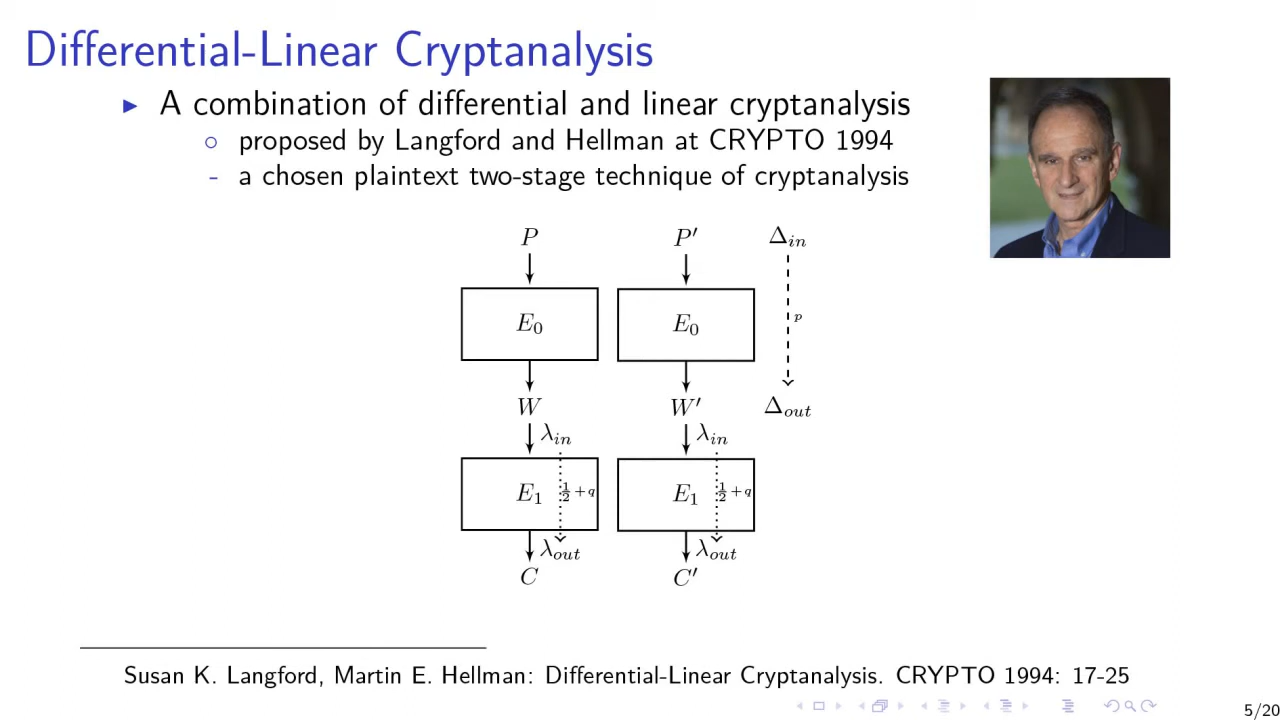 Differential-Linear Cryptanalysis
▶ A combination of differential and linear cryptanalysis
○ proposed by Langford and Hellman at CRYPTO 1994
- a chosen plaintext two-stage technique of cryptanalysis
P P′ Δin
E0 E0 p
W W′ Δout
λin λin
E1 1/2+q E1 1/2+q
λout λout
C C′
Susan K. Langford, Martin E. Hellman: Differential-Linear Cryptanalysis. CRYPTO 1994: 17-25
5/20